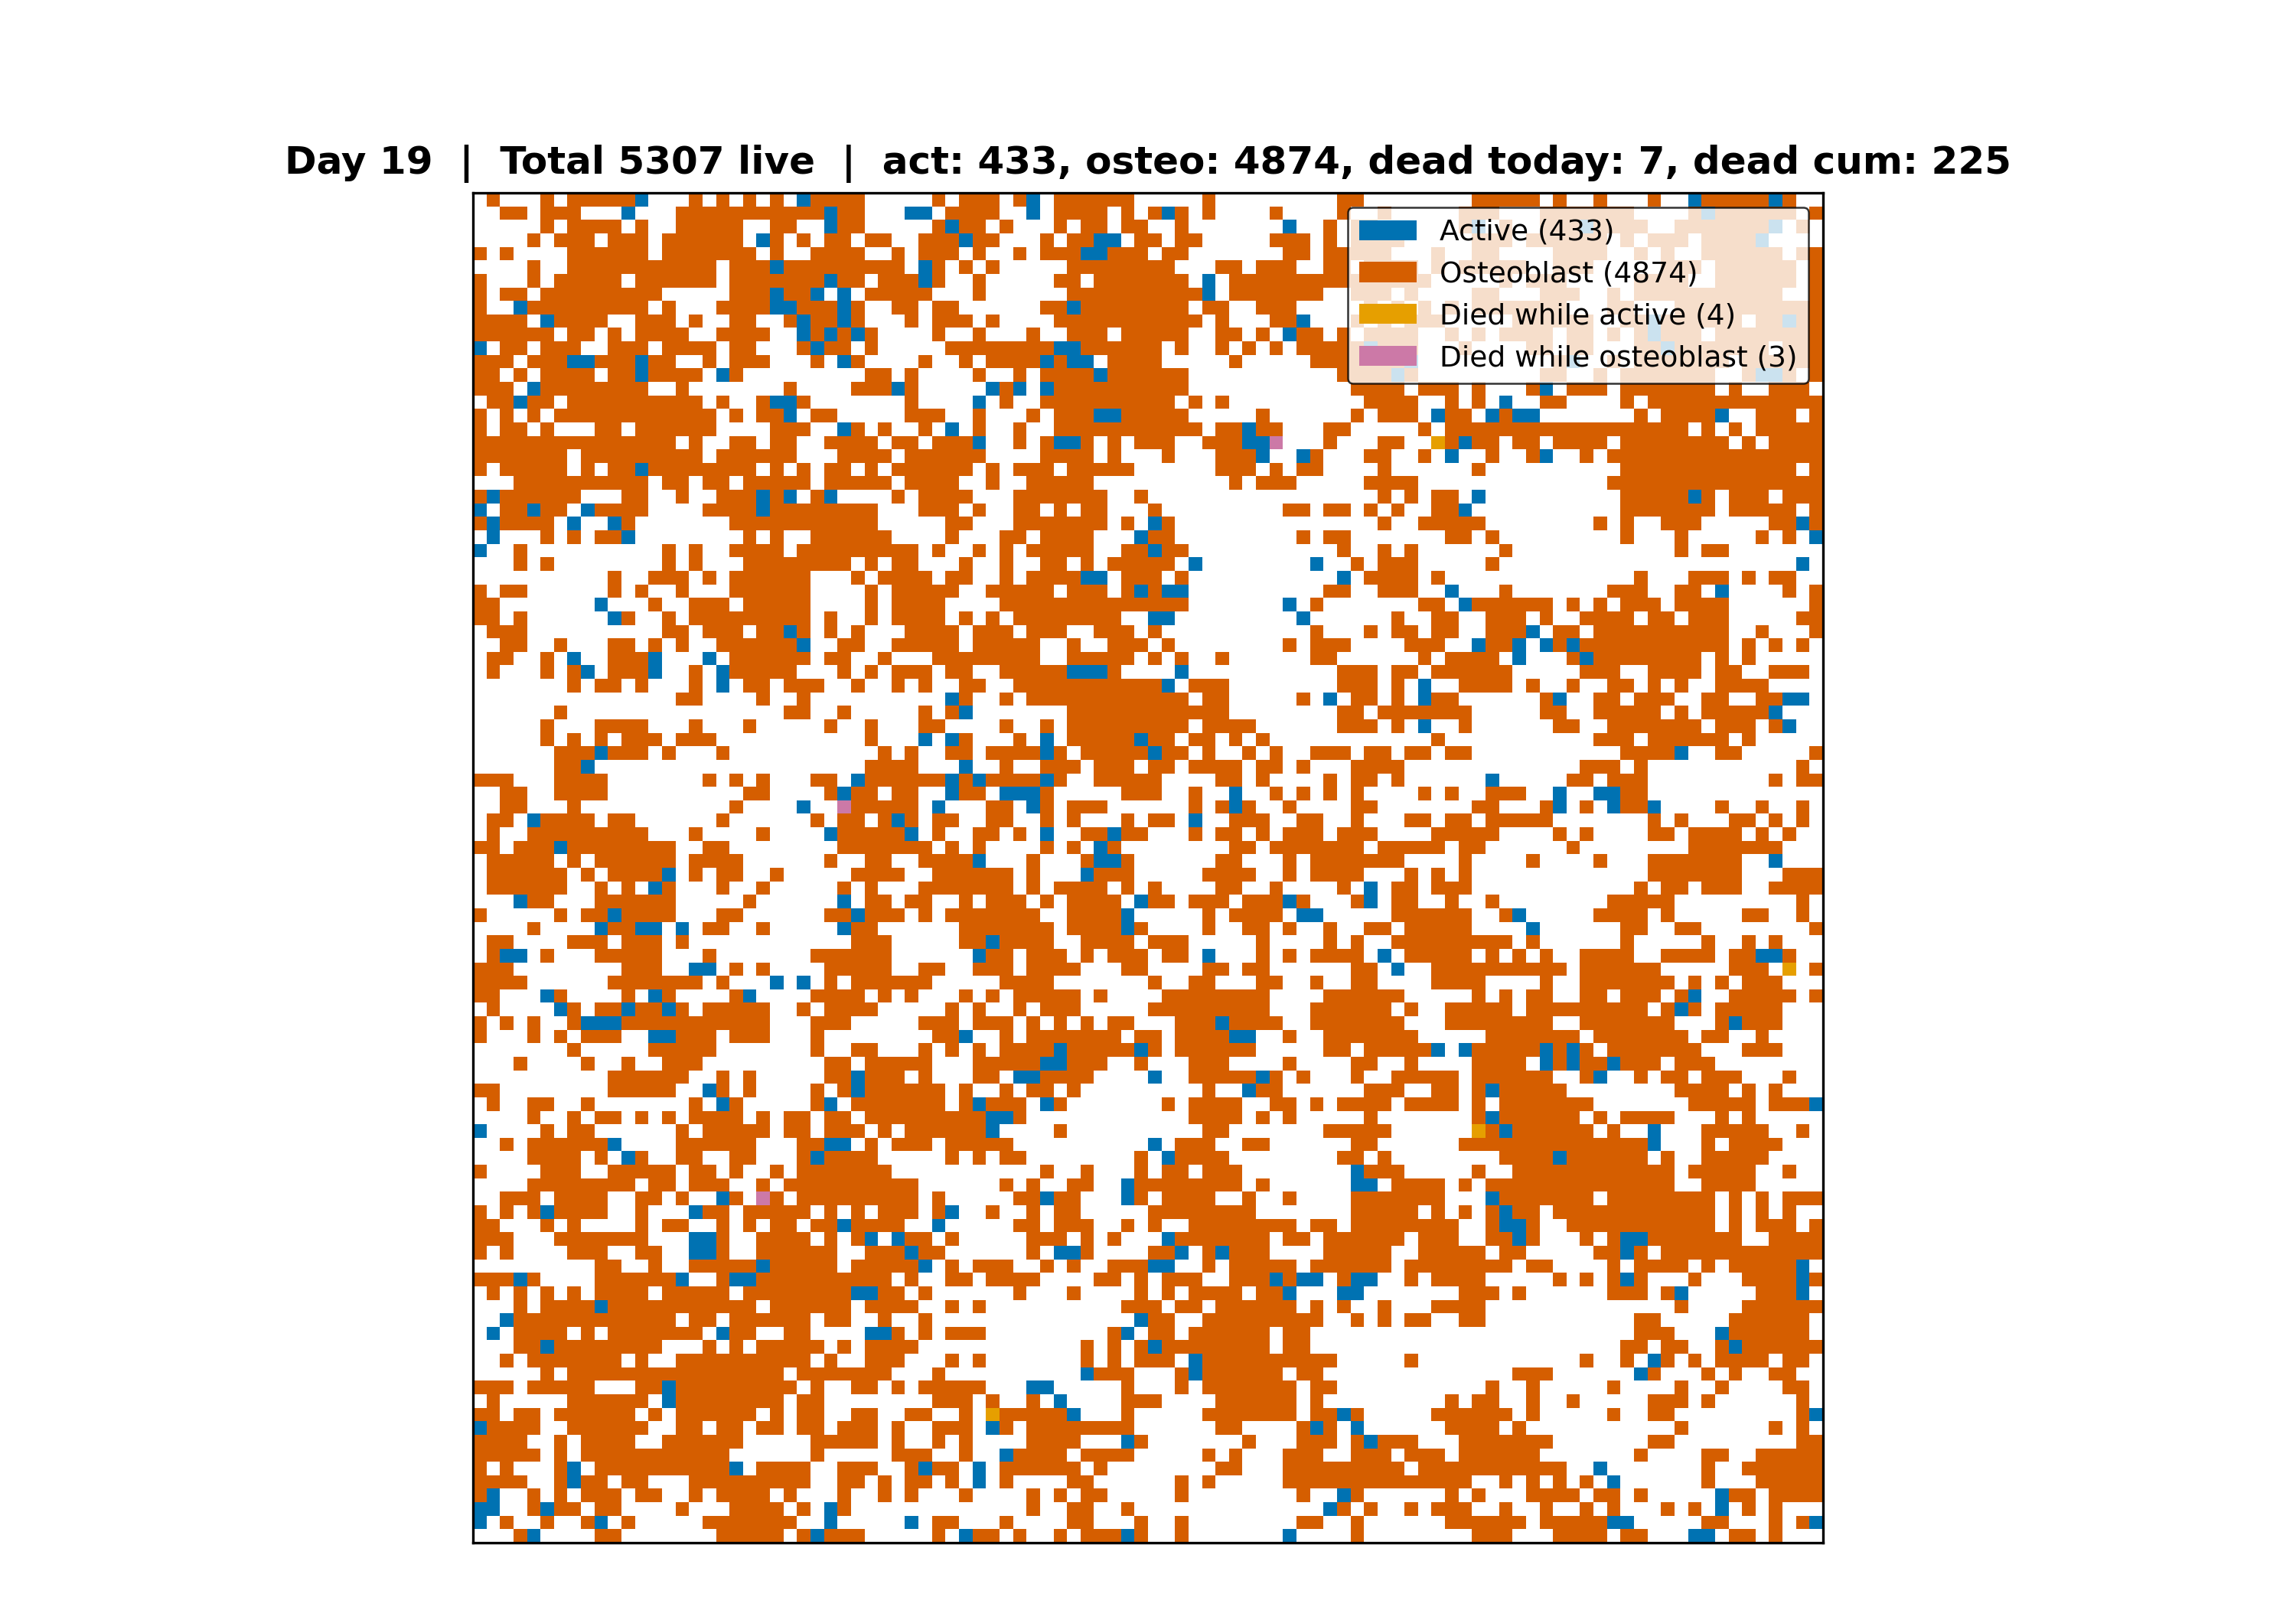 Day 19 | Total 5307 live | act: 433, osteo: 4874, dead today: 7, dead cum: 225
Active (433)
Osteoblast (4874)
Died while active (4)
Died while osteoblast (3)